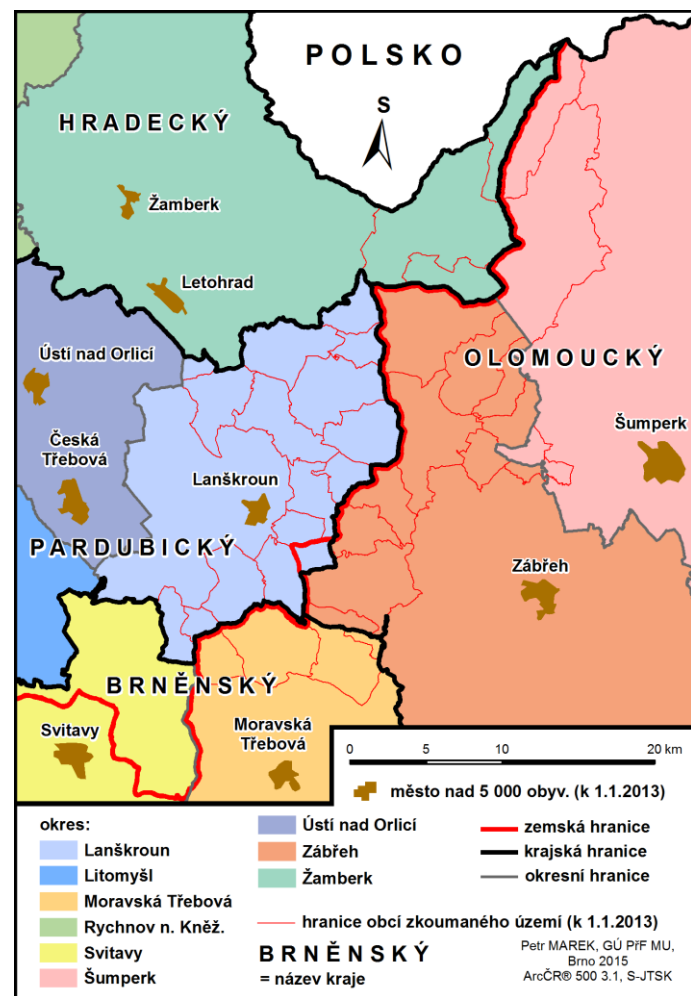 POLSKO
S
HRADECKÝ
Žamberk
Letohrad
Ústí nad Orlicí
OLOMOUCKÝ
Česká
Třebová
Šumperk
Lanškroun
PARDUBICKÝ
Zábřeh
BRNĚNSKÝ
Svitavy
Moravská
Třebová
0 5 10 20 km
město nad 5 000 obyv. (k 1.1.2013)
okres:
Lanškroun
Litomyšl
Moravská Třebová
Rychnov n. Kněž.
Svitavy
Šumperk
Ústí nad Orlicí
Zábřeh
Žamberk
zemská hranice
krajská hranice
okresní hranice
hranice obcí zkoumaného území (k 1.1.2013)
BRNĚNSKÝ
= název kraje
Petr MAREK, GÚ PřF MU,
Brno 2015
ArcČR® 500 3.1, S-JTSK